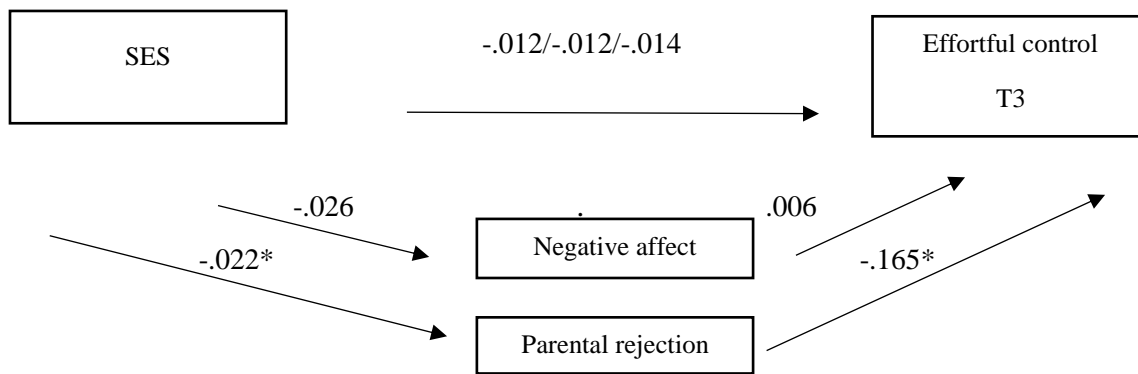 SES
-.012/-.012/-.014
Effortful control
T3
-.026
.
.006
Negative affect
-.022*
-.165*
Parental rejection